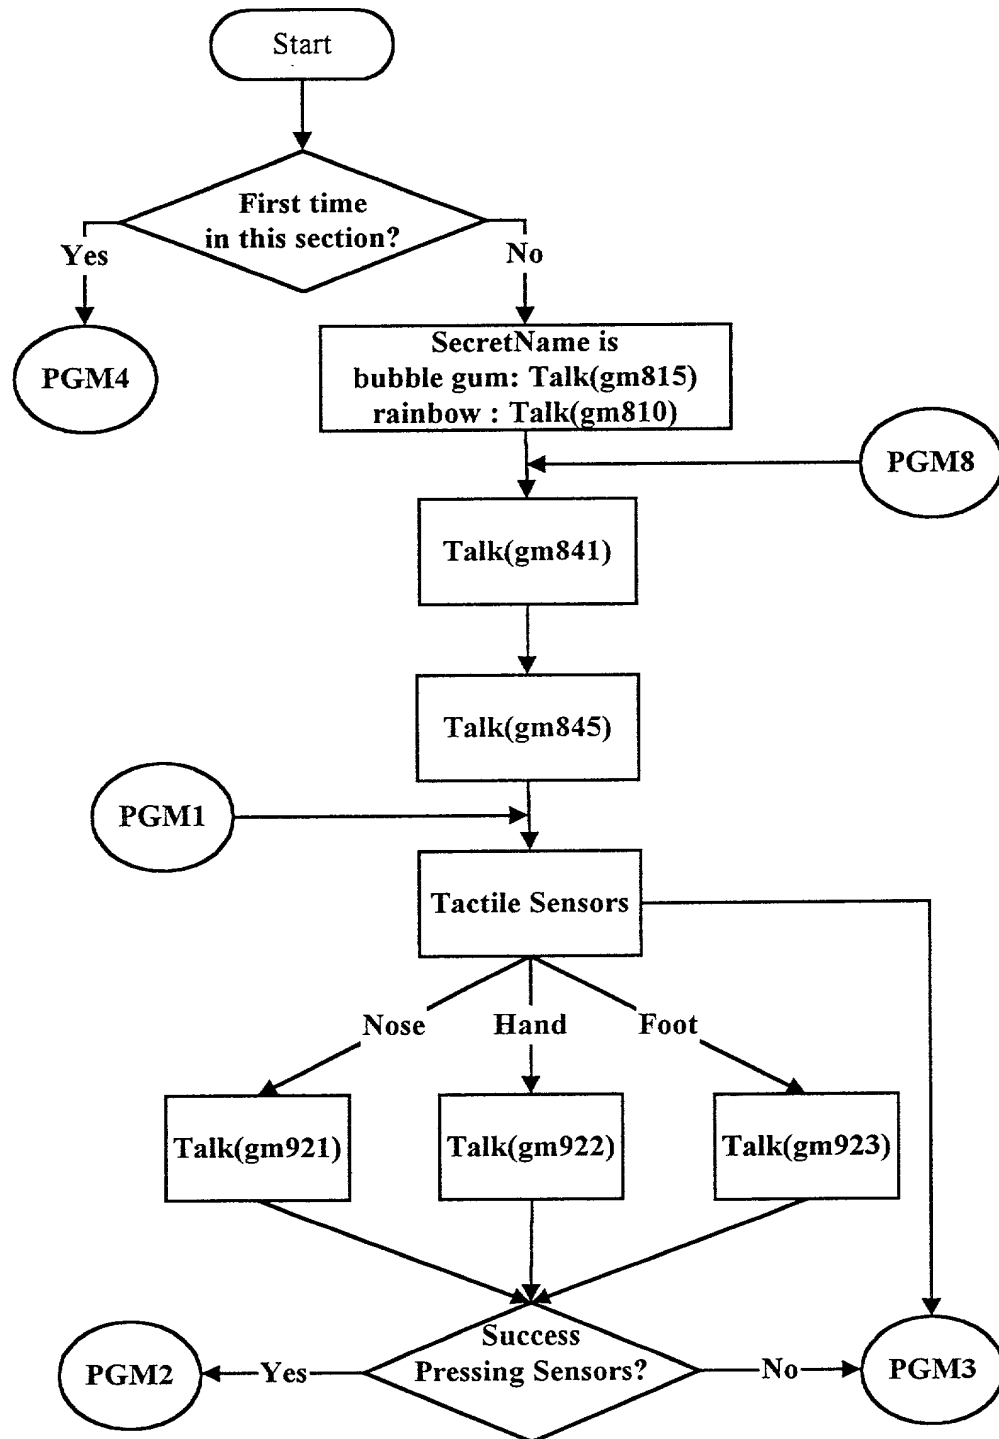 Start
First time
in this section?
Yes
No
PGM4
SecretName is
bubble gum: Talk(gm815)
rainbow : Talk(gm810)
PGM8
Talk(gm841)
Talk(gm845)
PGM1
Tactile Sensors
Nose
Hand
Foot
Talk(gm921)
Talk(gm922)
Talk(gm923)
Success
Pressing Sensors?
PGM2
Yes
No
PGM3